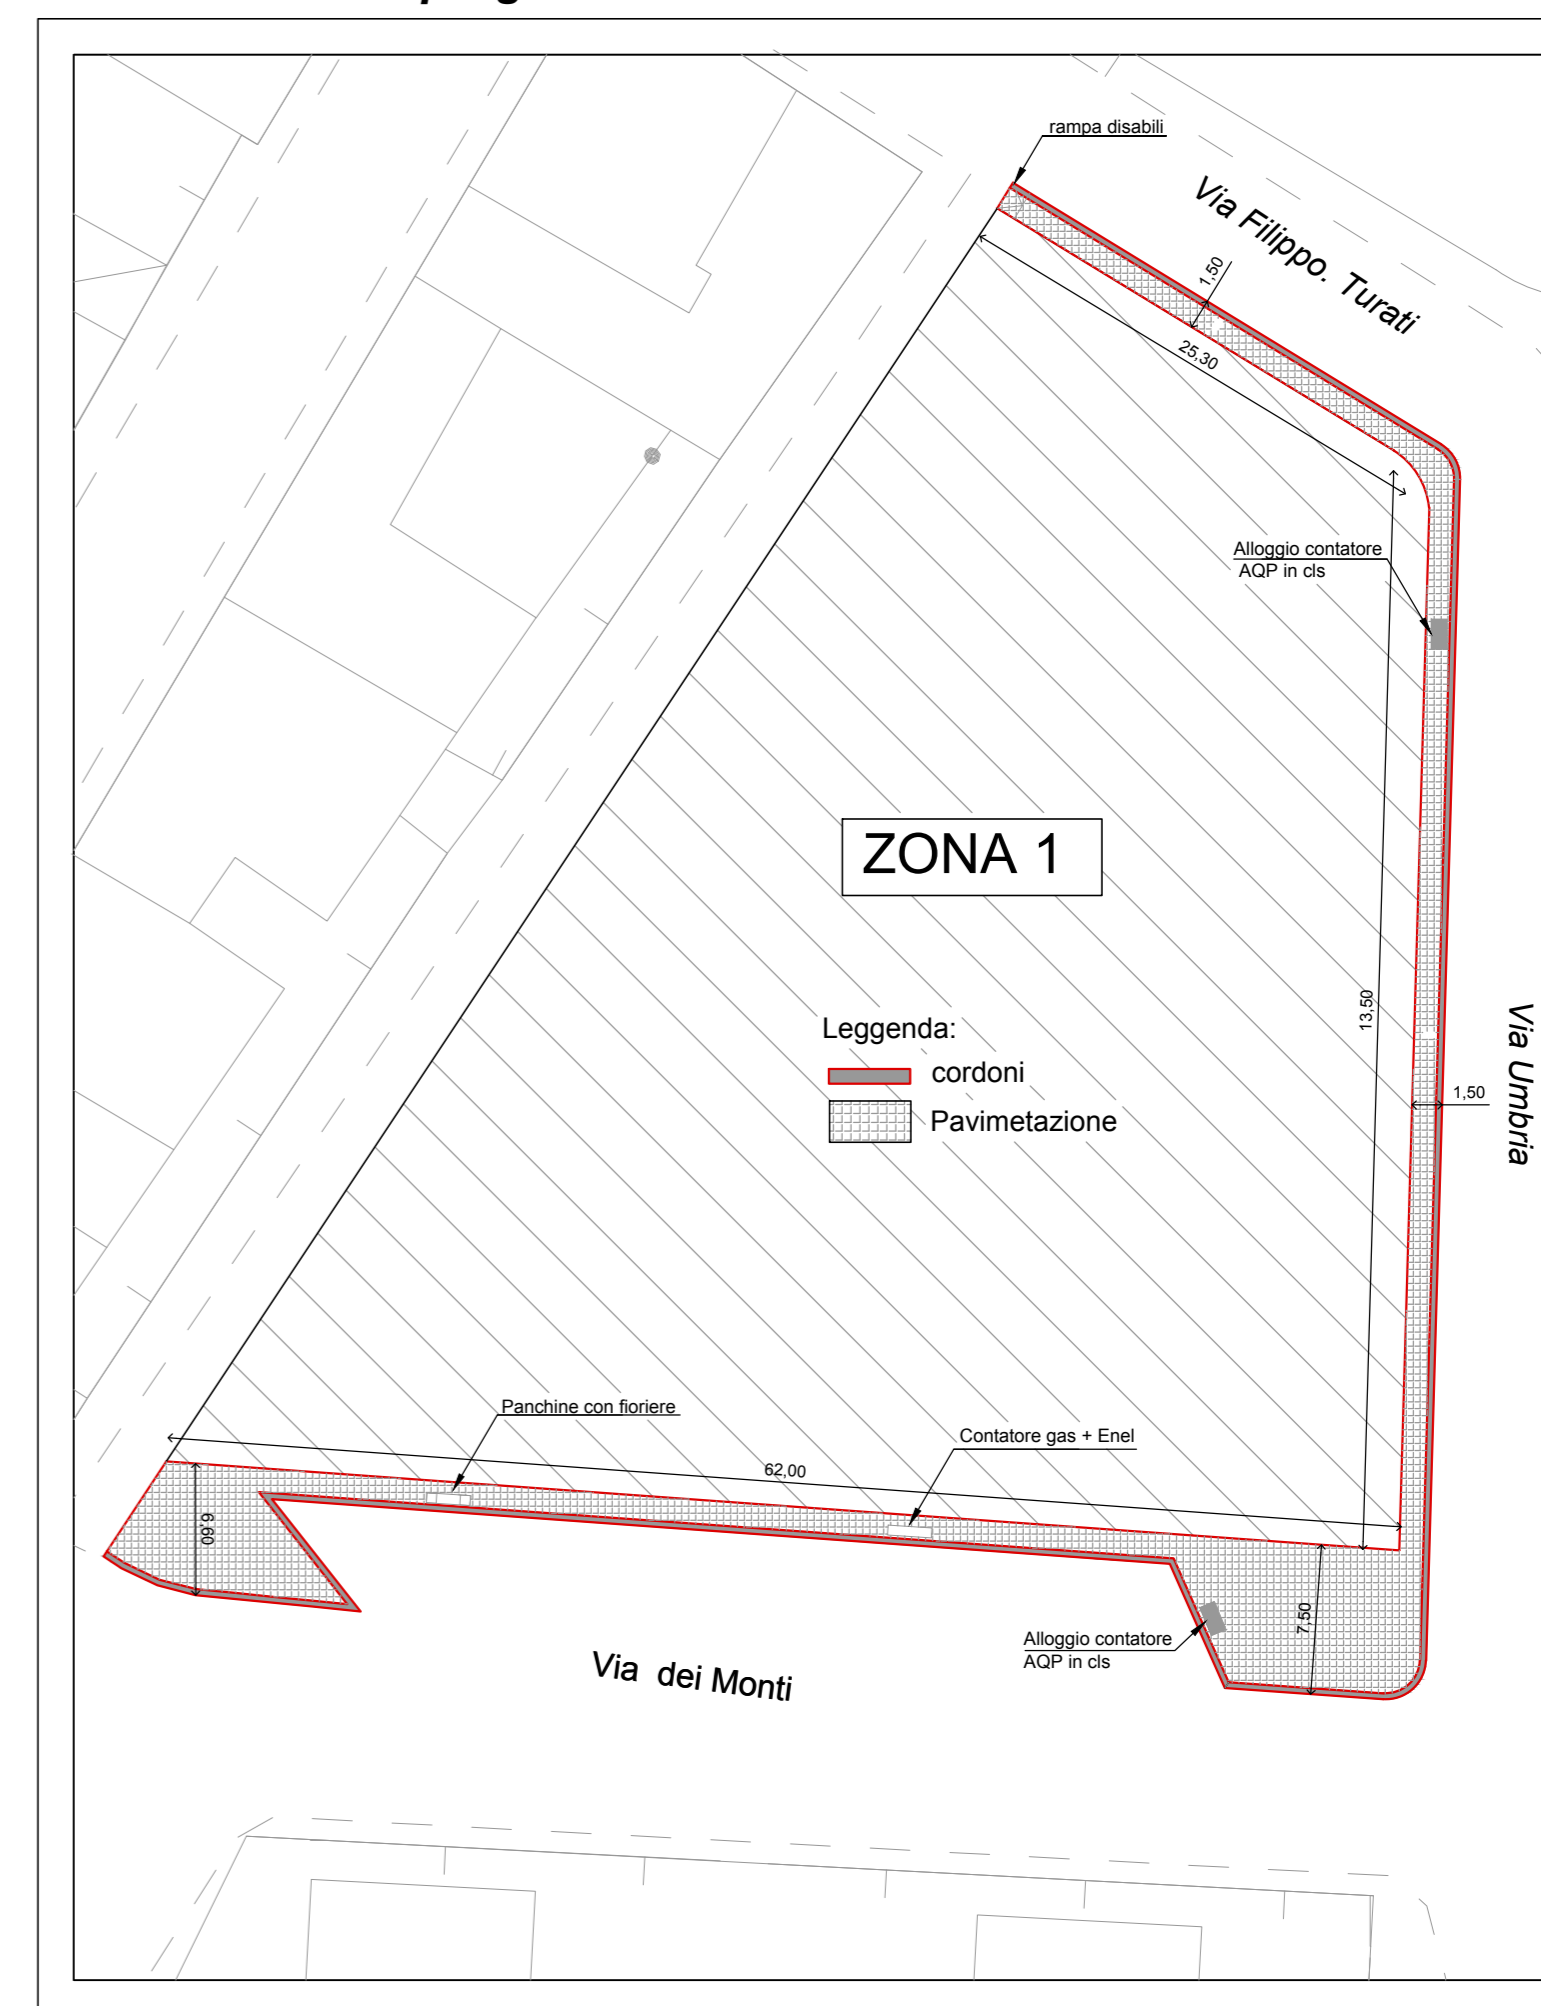 rampa disabili
Via Filippo. Turati
1,50
25,30
Alloggio contatore
AQP in cls
ZONA 1
13,50
Leggenda:
cordoni
Pavimetazione
1,50
Via Umbria
Panchine con fioriere
Contatore gas + Enel
62,00
6,60
7,50
Alloggio contatore
AQP in cls
Via dei Monti